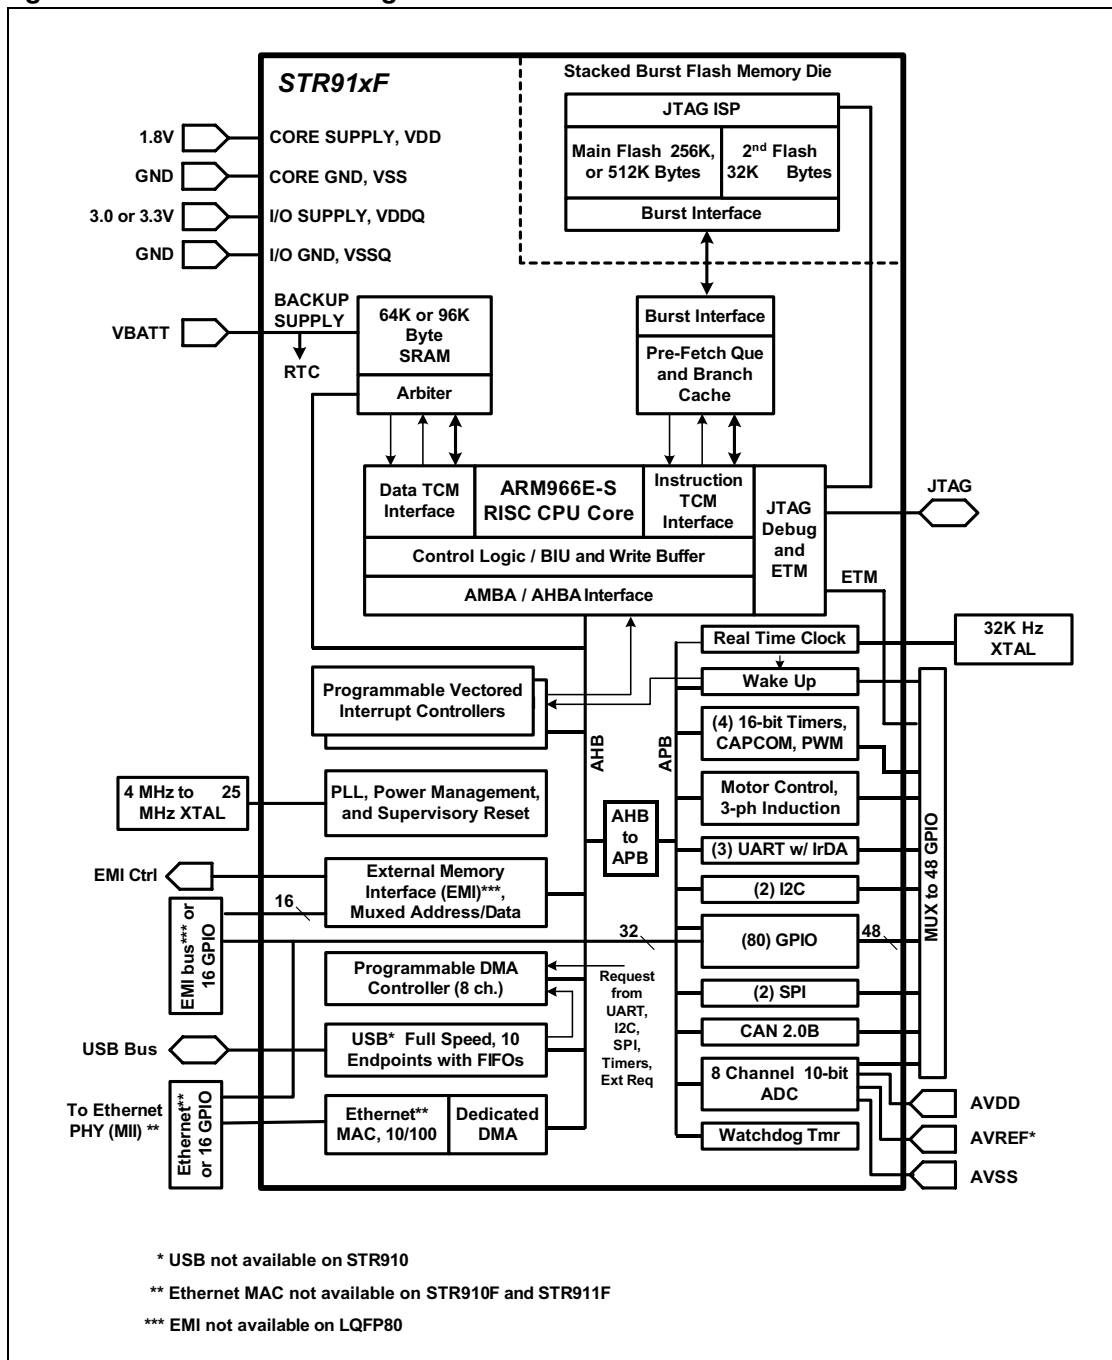 STR91xF
Stacked Burst Flash Memory Die
JTAG ISP
Main Flash 256K,
or 512K Bytes
2nd Flash
32K Bytes
Burst Interface
1.8V
CORE SUPPLY, VDD
GND
CORE GND, VSS
3.0 or 3.3V
I/O SUPPLY, VDDQ
GND
I/O GND, VSSQ
VBATT
BACKUP
SUPPLY
RTC
64K or 96K
Byte
SRAM
Arbiter
Burst Interface
Pre-Fetch Que
and Branch
Cache
Data TCM
Interface
ARM966E-S
RISC CPU Core
Instruction
TCM
Interface
JTAG
Debug
and
ETM
Control Logic / BIU and Write Buffer
AMBA / AHBA Interface
JTAG
ETM
Real Time Clock
32K Hz
XTAL
Wake Up
Programmable Vectored
Interrupt Controllers
AHB
APB
(4) 16-bit Timers,
CAPCOM, PWM
4 MHz to 25
MHz XTAL
PLL, Power Management,
and Supervisory Reset
Motor Control,
3-ph Induction
AHB
to
APB
(3) UART w/ IrDA
MUX to 48 GPIO
EMI Ctrl
External Memory
Interface (EMI)***,
Muxed Address/Data
(2) I2C
16
EMI bus*** or
16 GPIO
32
(80) GPIO
48
Programmable DMA
Controller (8 ch.)
Request
from
UART,
I2C,
SPI,
Timers,
Ext Req
(2) SPI
USB Bus
USB* Full Speed, 10
Endpoints with FIFOs
CAN 2.0B
8 Channel 10-bit
ADC
To Ethernet
PHY (MII) **
Ethernet**
or 16 GPIO
Ethernet**
MAC, 10/100
Dedicated
DMA
Watchdog Tmr
AVDD
AVREF*
AVSS
* USB not available on STR910
** Ethernet MAC not available on STR910F and STR911F
*** EMI not available on LQFP80